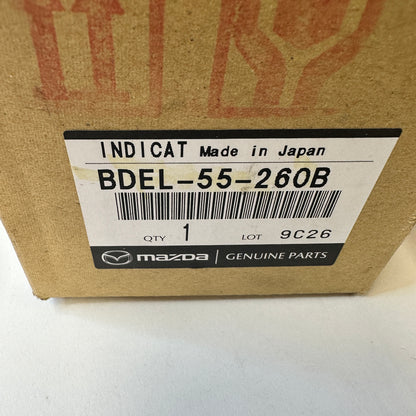 INDICAT Made in Japan
BDEL-55-260B
QTY 1 LOT 9C26
mazda GENUINE PARTS